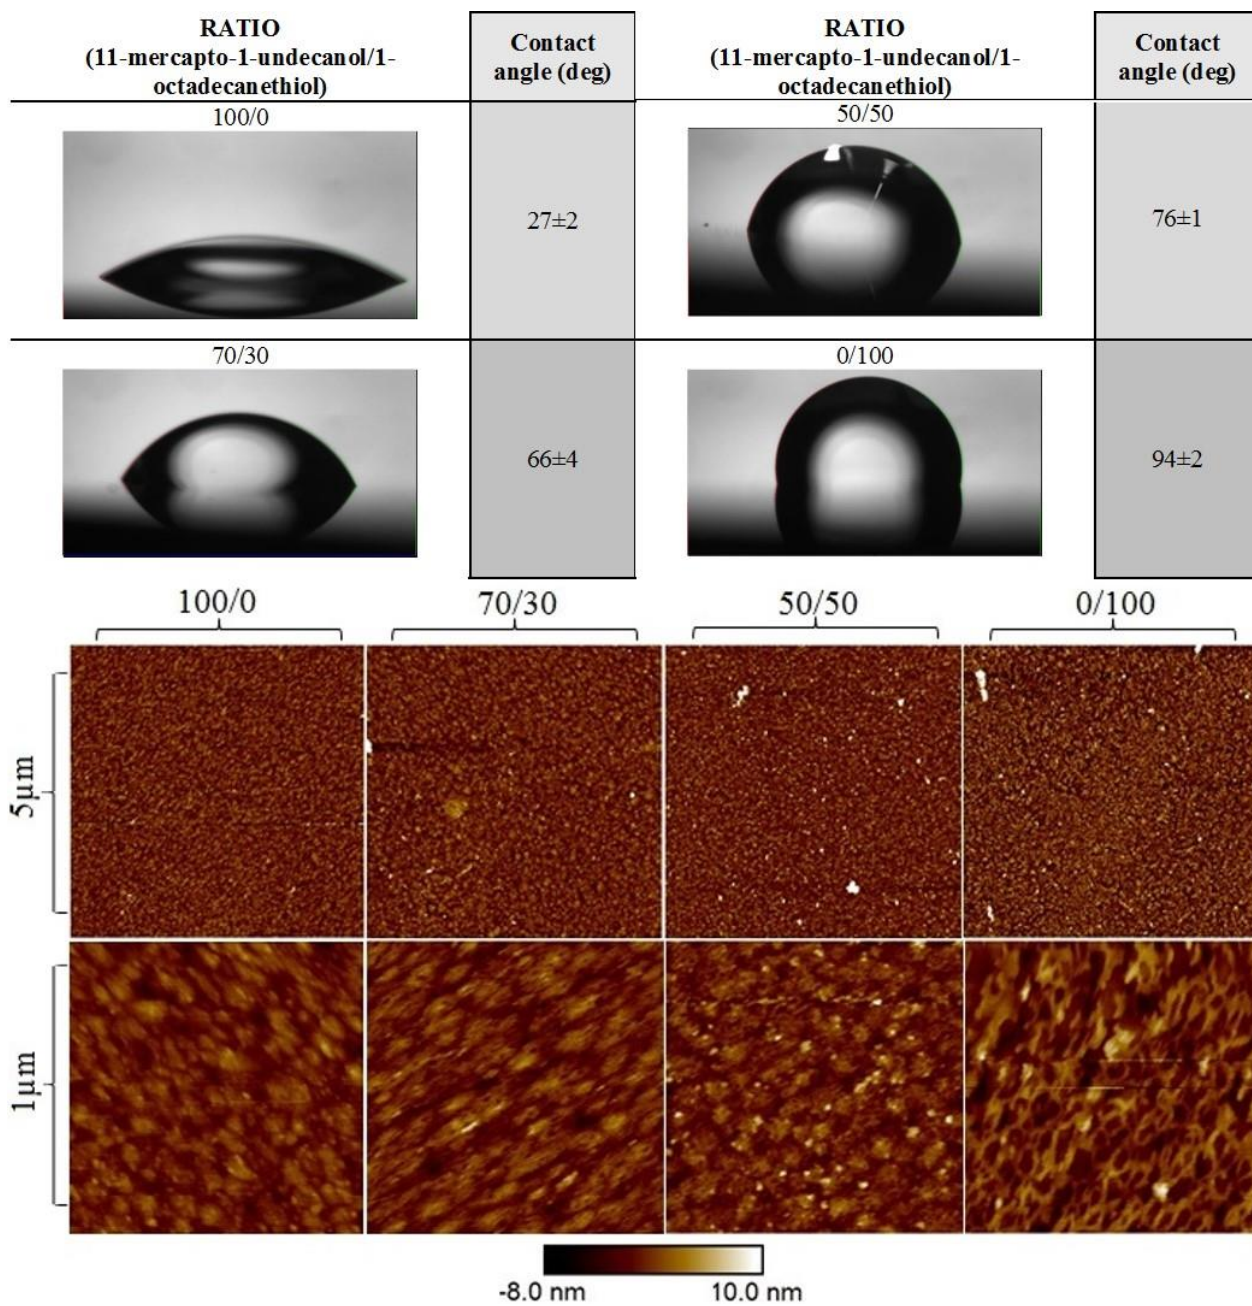 RATIO
(11-mercapto-1-undecanol/1-
octadecanethiol)
Contact
angle (deg)
RATIO
(11-mercapto-1-undecanol/1-
octadecanethiol)
Contact
angle (deg)
100/0
27±2
50/50
76±1
70/30
66±4
0/100
94±2
100/0
70/30
50/50
0/100
5µm
1µm
-8.0 nm
10.0 nm